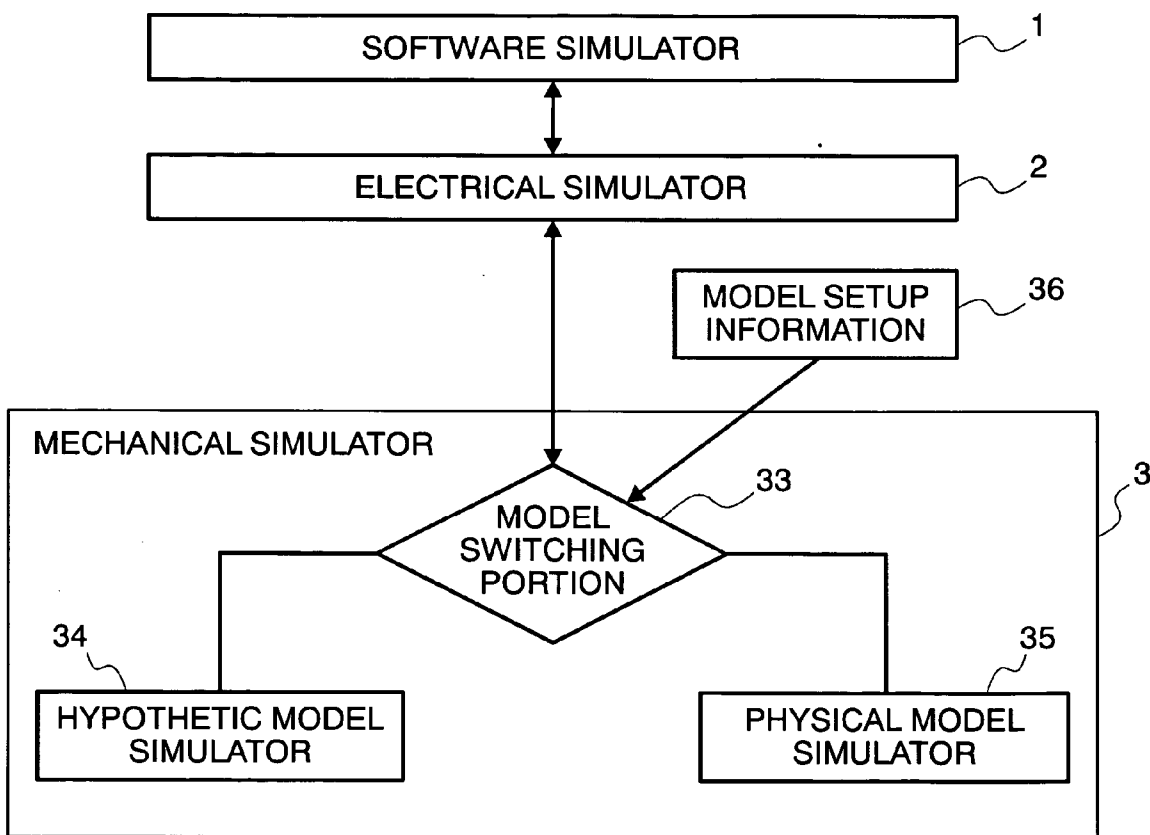 SOFTWARE SIMULATOR
1
ELECTRICAL SIMULATOR
2
MODEL SETUP
INFORMATION
36
MECHANICAL SIMULATOR
3
MODEL
SWITCHING
PORTION
33
34
HYPOTHETIC MODEL
SIMULATOR
35
PHYSICAL MODEL
SIMULATOR